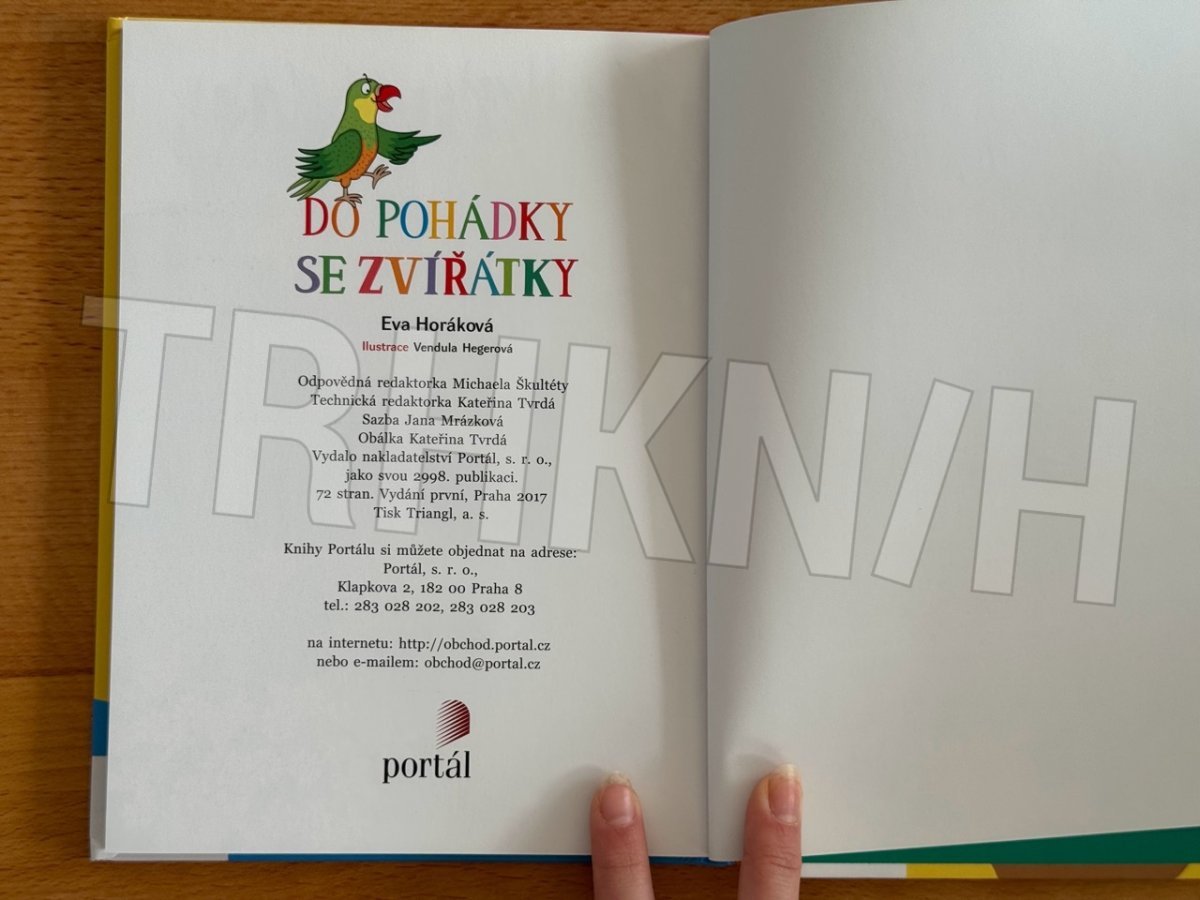 DO POHÁDKY
SE ZVÍŘÁTKY
Eva Horáková
Ilustrace Vendula Hegerová
Odpovědná redaktorka Michaela Škultéty
Technická redaktorka Kateřina Tvrdá
Sazba Jana Mrázková
Obálka Kateřina Tvrdá
Vydalo nakladatelství Portál, s. r. o.,
jako svou 2998. publikaci.
72 stran. Vydání první, Praha 2017
Tisk Triangl, a. s.
Knihy Portálu si můžete objednat na adrese:
Portál, s. r. o.,
Klapkova 2, 182 00 Praha 8
tel.: 283 028 202, 283 028 203
na internetu: http://obchod.portal.cz
nebo e-mailem: obchod@portal.cz
portál
TRHKNIH